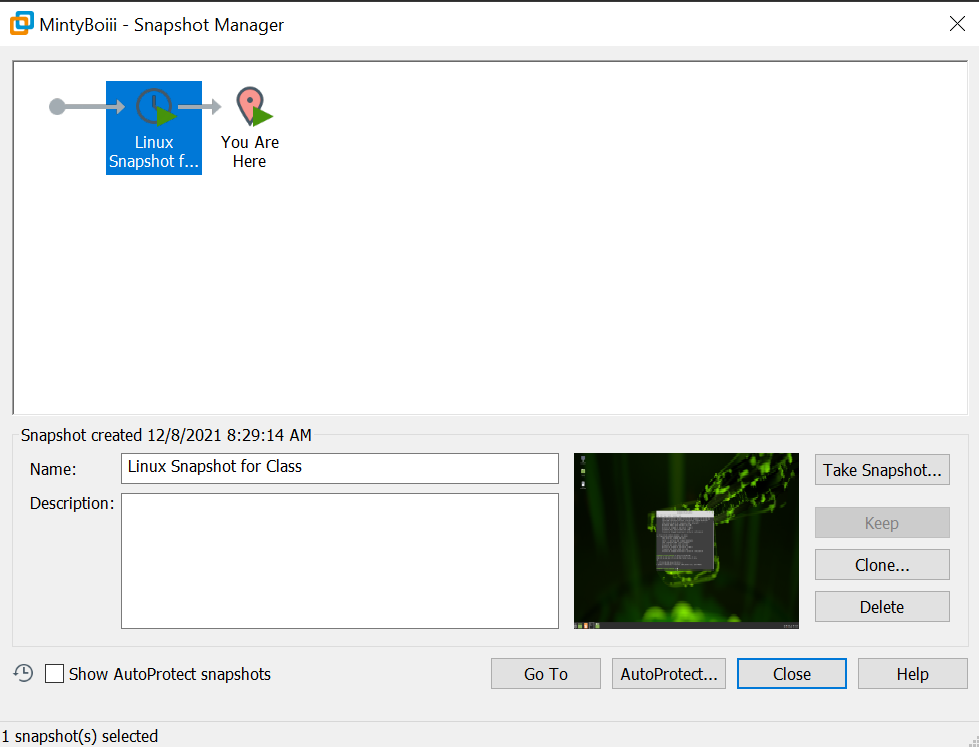 MintyBoiii - Snapshot Manager
Linux
Snapshot f...
You Are
Here
Snapshot created 12/8/2021 8:29:14 AM
Name:
Linux Snapshot for Class
Take Snapshot...
Description:
Keep
Clone...
Delete
Show AutoProtect snapshots
Go To
AutoProtect...
Close
Help
1 snapshot(s) selected